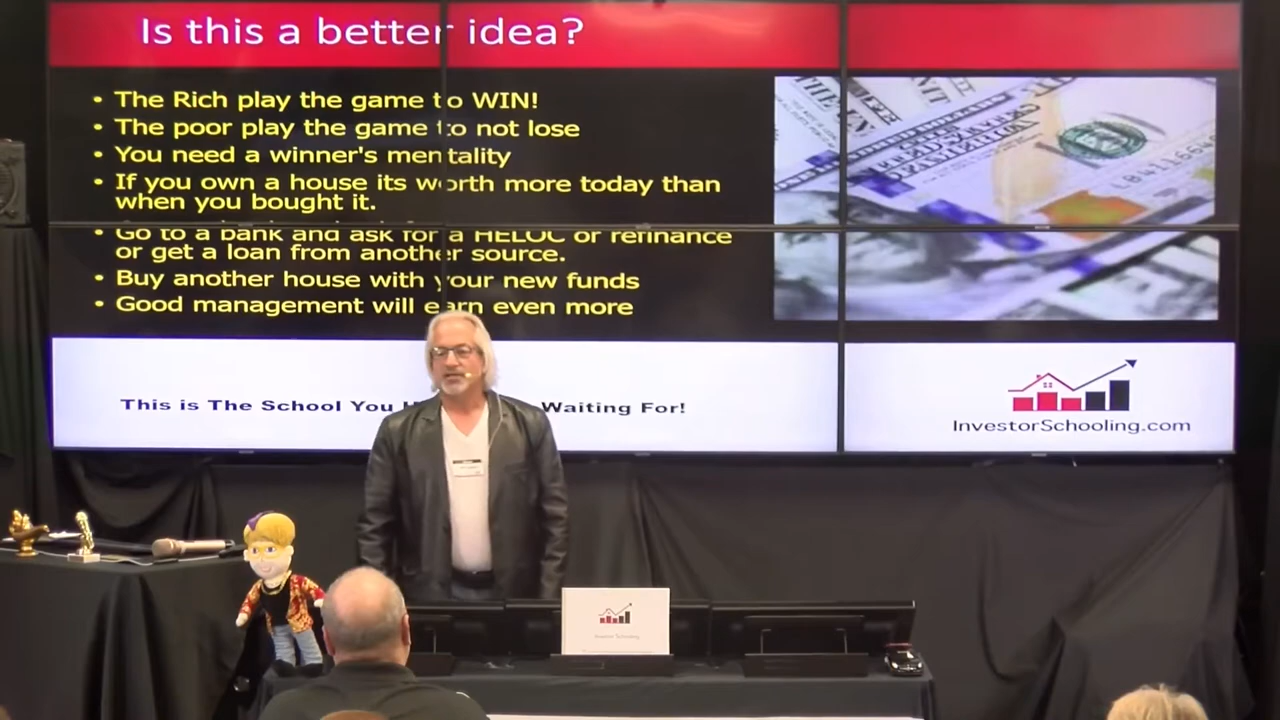 Is this a better idea?
• The Rich play the game to WIN!
• The poor play the game to not lose
• You need a winner's mentality
• If you own a house its worth more today than
when you bought it.
• Go to a bank and ask for a HELOC or refinance
or get a loan from another source.
• Buy another house with your new funds
• Good management will earn even more
This is The School You Waiting For!
InvestorSchooling.com
Investor Schooling